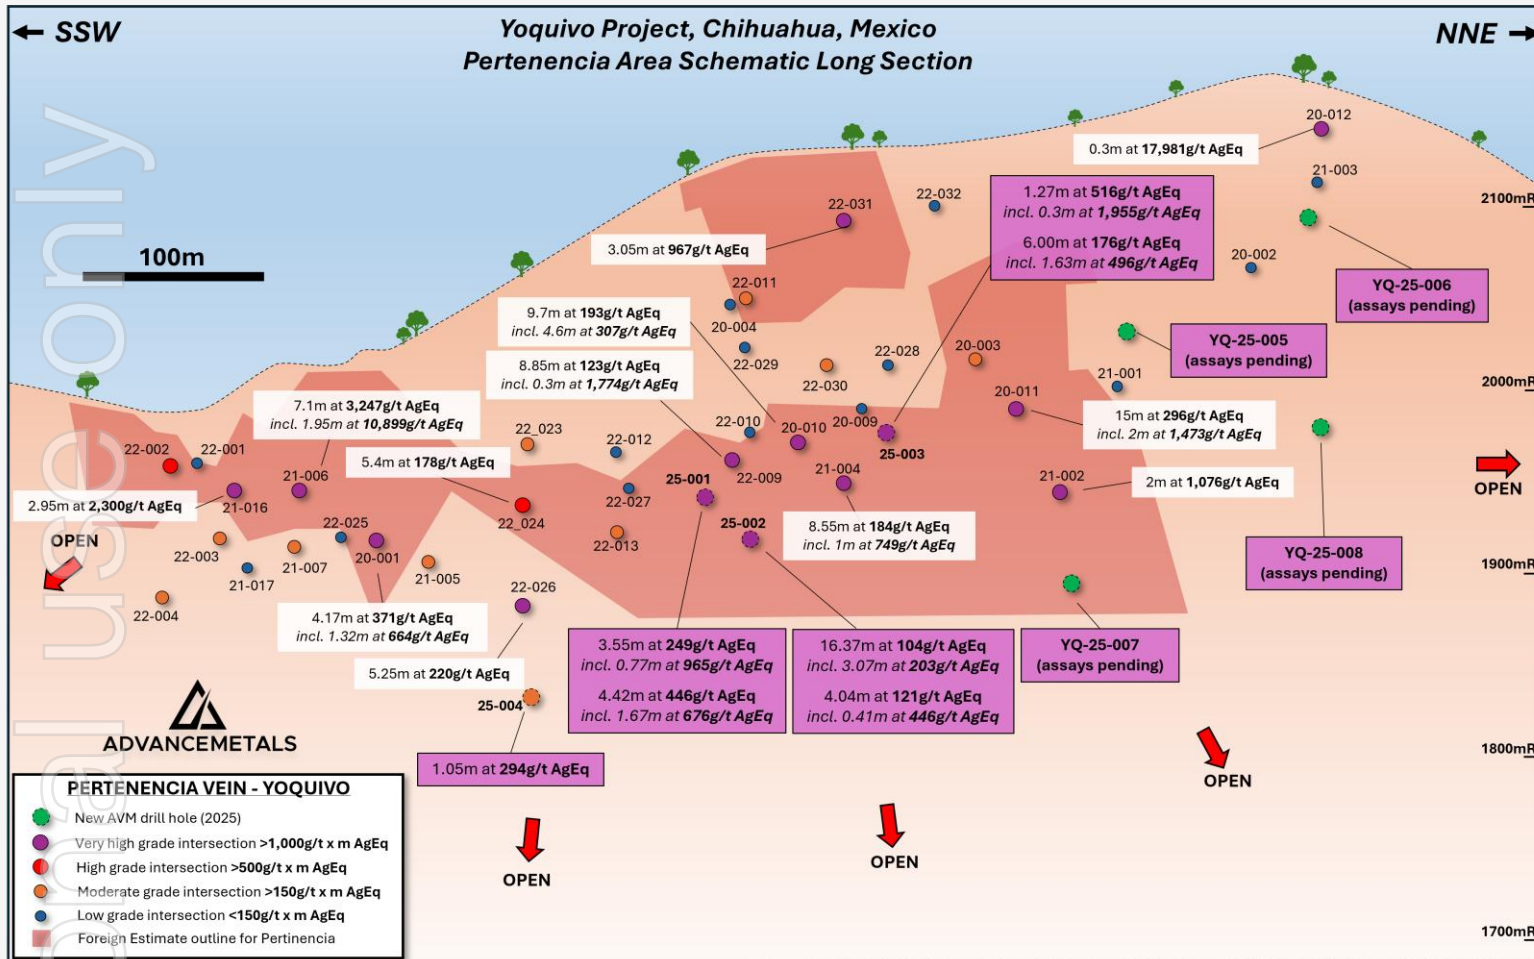 SSW
Yoquivo Project, Chihuahua, Mexico
Pertenencia Area Schematic Long Section
NNE
100m
20-012
0.3m at 17,981g/t AgEq
21-003
2100mR
22-031
22-032
3.05m at 967g/t AgEq
1.27m at 516g/t AgEq
incl. 0.3m at 1,955g/t AgEq
6.00m at 176g/t AgEq
incl. 1.63m at 496g/t AgEq
20-002
YQ-25-006
(assays pending)
22-011
20-004
9.7m at 193g/t AgEq
incl. 4.6m at 307g/t AgEq
YQ-25-005
(assays pending)
22-029
22-028
20-003
22-030
8.85m at 123g/t AgEq
incl. 0.3m at 1,774g/t AgEq
21-001
2000mR
20-011
7.1m at 3,247g/t AgEq
incl. 1.95m at 10,899g/t AgEq
15m at 296g/t AgEq
incl. 2m at 1,473g/t AgEq
22-002
22-001
22_023
22-012
22-010
20-010
20-009
25-003
5.4m at 178g/t AgEq
21-006
22-009
21-004
21-002
2m at 1,076g/t AgEq
OPEN
2.95m at 2,300g/t AgEq
21-016
25-001
22-027
22_024
25-002
8.55m at 184g/t AgEq
incl. 1m at 749g/t AgEq
OPEN
22-003
22-025
20-001
22-013
21-017
21-007
21-005
YQ-25-008
(assays pending)
1900mR
22-004
22-026
4.17m at 371g/t AgEq
incl. 1.32m at 664g/t AgEq
5.25m at 220g/t AgEq
3.55m at 249g/t AgEq
incl. 0.77m at 965g/t AgEq
4.42m at 446g/t AgEq
incl. 1.67m at 676g/t AgEq
16.37m at 104g/t AgEq
incl. 3.07m at 203g/t AgEq
4.04m at 121g/t AgEq
incl. 0.41m at 446g/t AgEq
YQ-25-007
(assays pending)
25-004
1.05m at 294g/t AgEq
1800mR
OPEN
OPEN
OPEN
ADVANCEMETALS
PERTENENCIA VEIN - YOQUIVO
New AVM drill hole (2025)
Very high grade intersection >1,000g/t x m AgEq
High grade intersection >500g/t x m AgEq
Moderate grade intersection >150g/t x m AgEq
Low grade intersection <150g/t x m AgEq
Foreign Estimate outline for Pertinencia
1700mR
onal use only